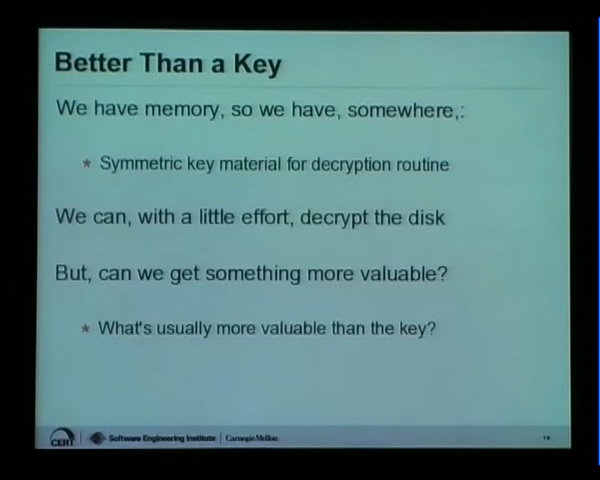 Better Than a Key
We have memory, so we have, somewhere,:
* Symmetric key material for decryption routine
We can, with a little effort, decrypt the disk
But, can we get something more valuable?
* What's usually more valuable than the key?
CERT Software Engineering Institute CarnegieMellon